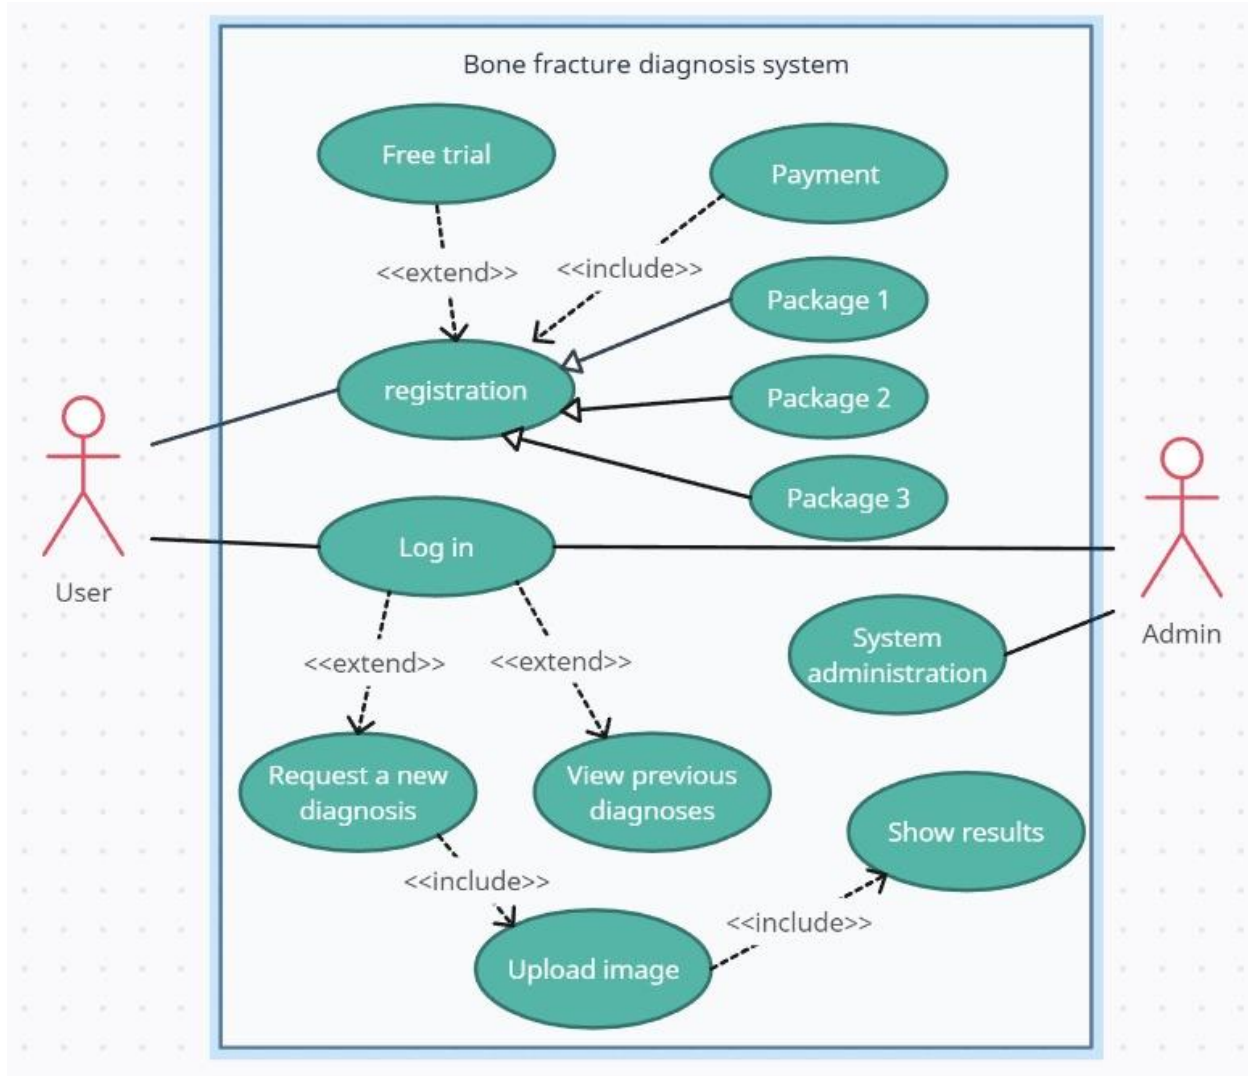 Bone fracture diagnosis system
Free trial
Payment
<<extend>>
<<include>>
Package 1
registration
Package 2
Package 3
Log in
User
Admin
System
administration
<<extend>>
<<extend>>
Request a new
diagnosis
View previous
diagnoses
Show results
<<include>>
<<include>>
Upload image